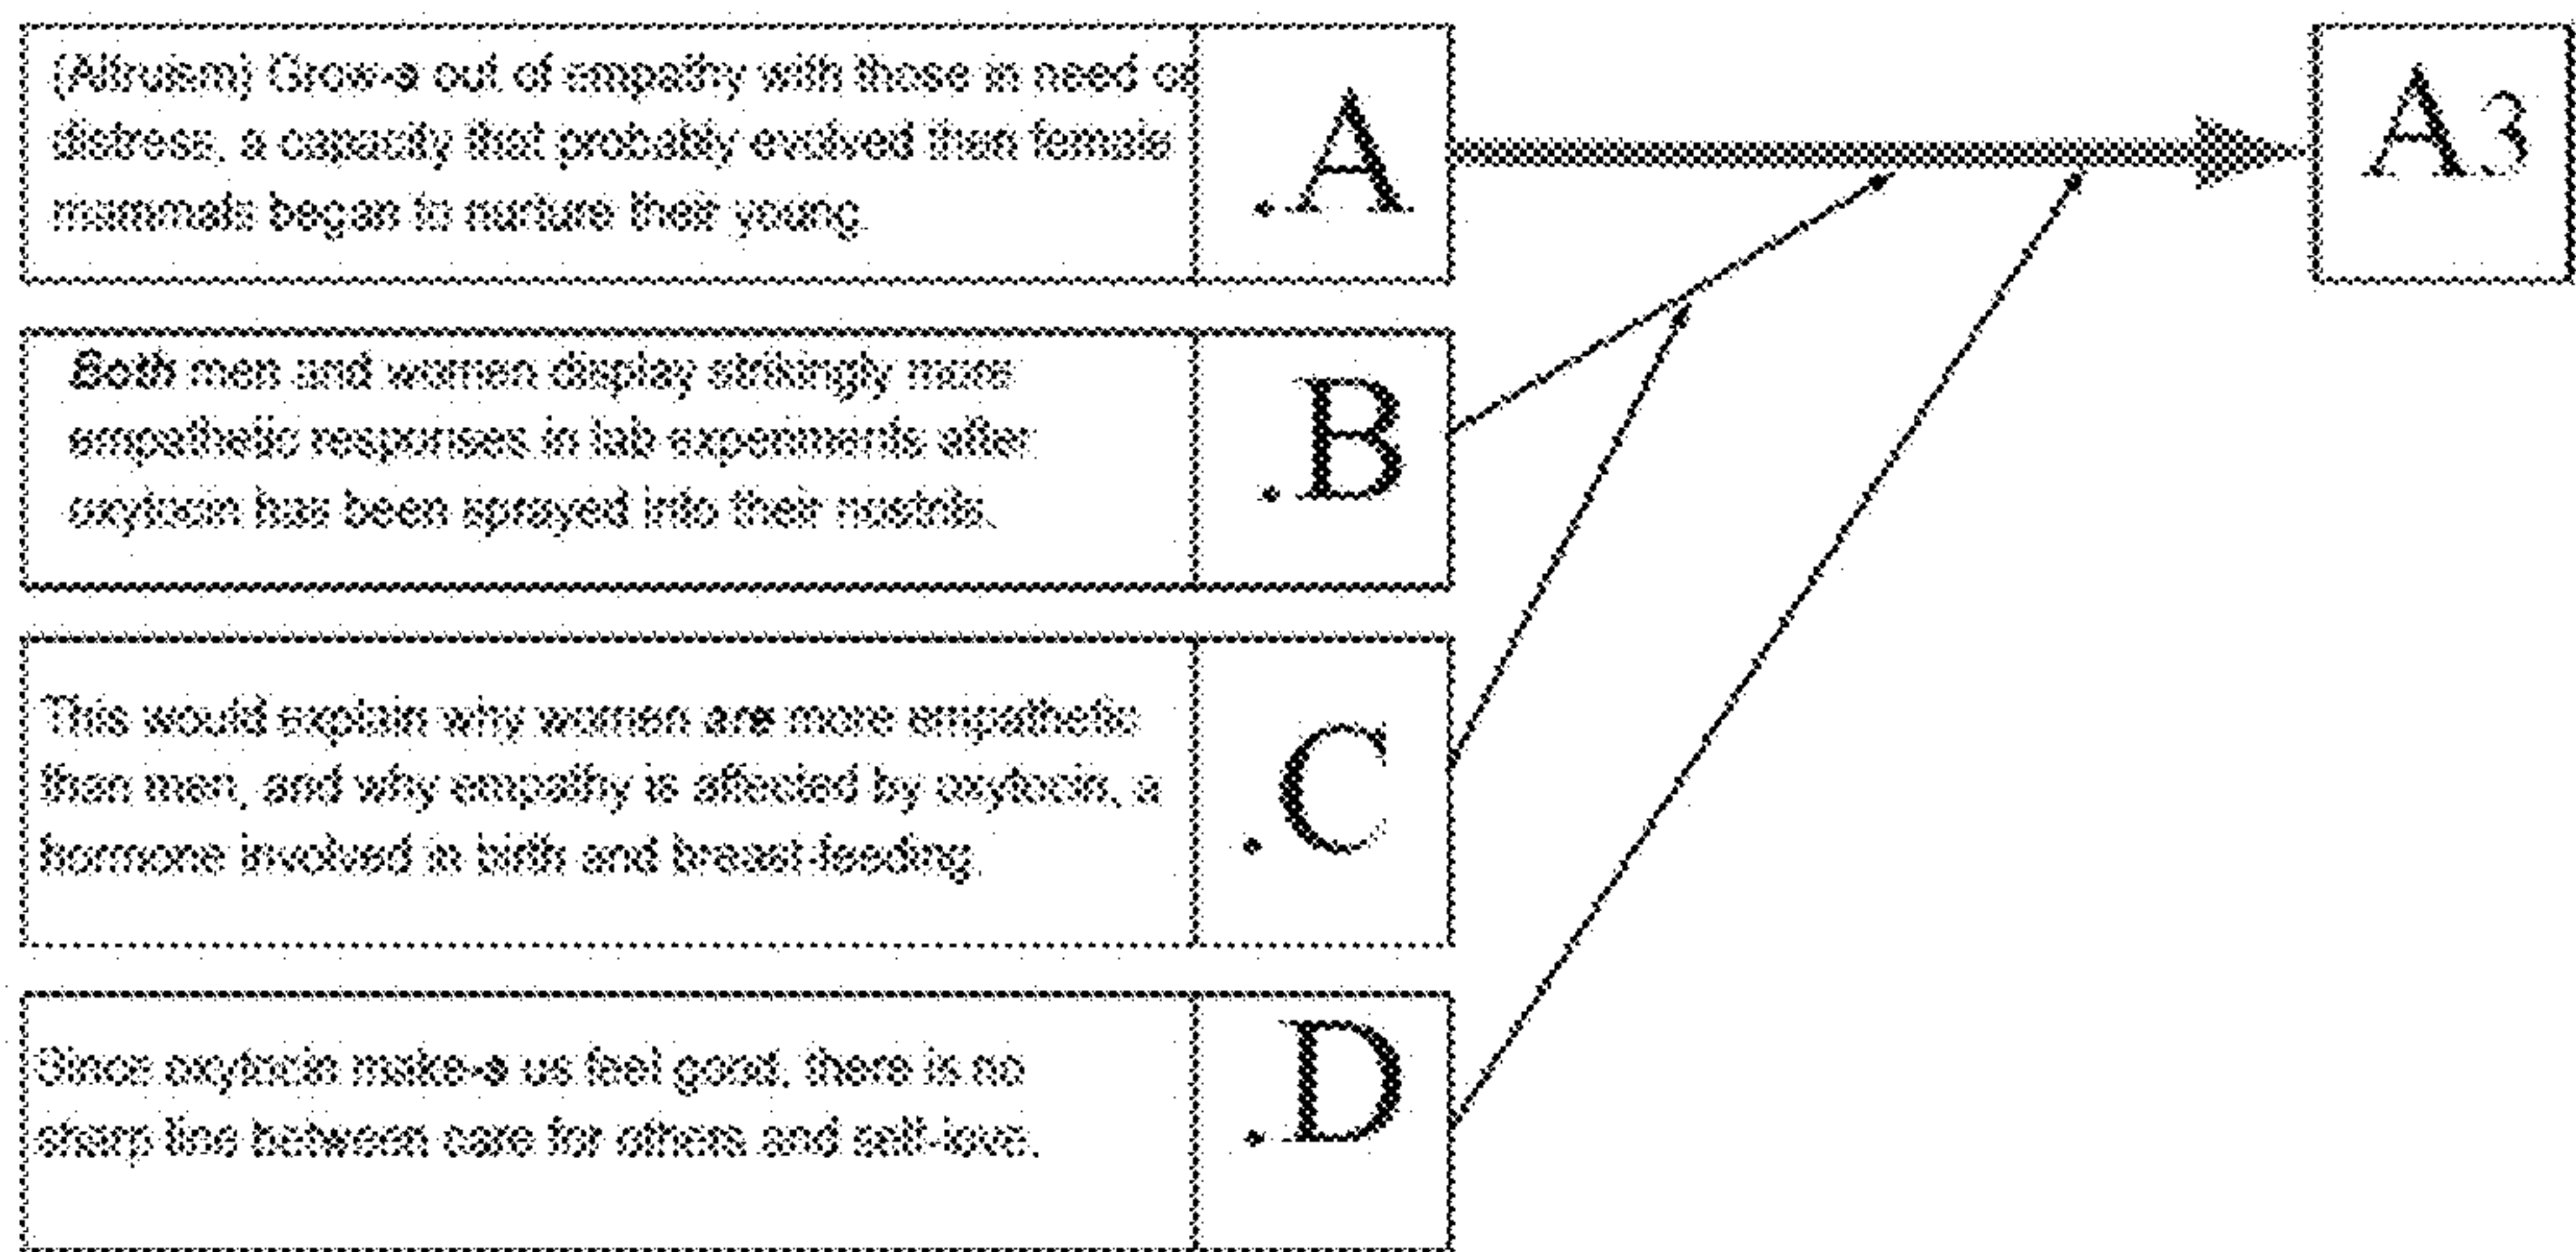 (Altruism) Grow-s out of empathy with those in need or
distress, a capacity that probably evolved than female
mammals began to nurture their young.
.A
A3
Both men and women display strikingly more
empathetic responses in lab experiments after
oxytocin has been sprayed into their nostrils.
.B
This would explain why women are more empathetic
than men, and why empathy is affected by oxytocin, a
hormone involved in birth and breast-feeding.
.C
Since oxytocin make-s us feel good, there is no
sharp line between care for others and self-love.
.D